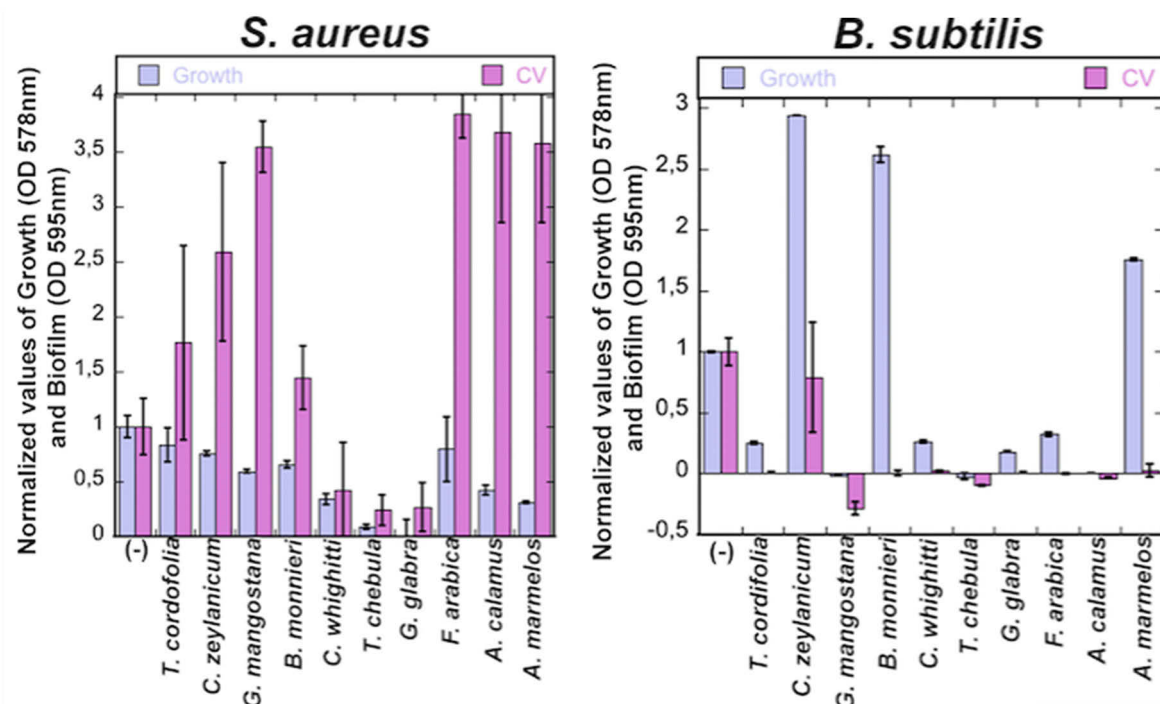 S. aureus
Growth CV
Normalized values of Growth (OD 578nm)
and Biofilm (OD 595nm)
4
3,5
3
2,5
2
1,5
1
0,5
0
(-)
T. cordofolia
C. zeylanicum
G. mangostana
B. monnieri
C. whighitti
T. chebula
G. glabra
F. arabica
A. calamus
A. marmelos
B. subtilis
Growth CV
Normalized values of Growth (OD 578nm)
and Biofilm (OD 595nm)
3
2,5
2
1,5
1
0,5
0
-0,5
(-)
T. cordifolia
C. zeylanicum
G. mangostana
B. monnieri
C. whighitti
T. chebula
G. glabra
F. arabica
A. calamus
A. marmelos